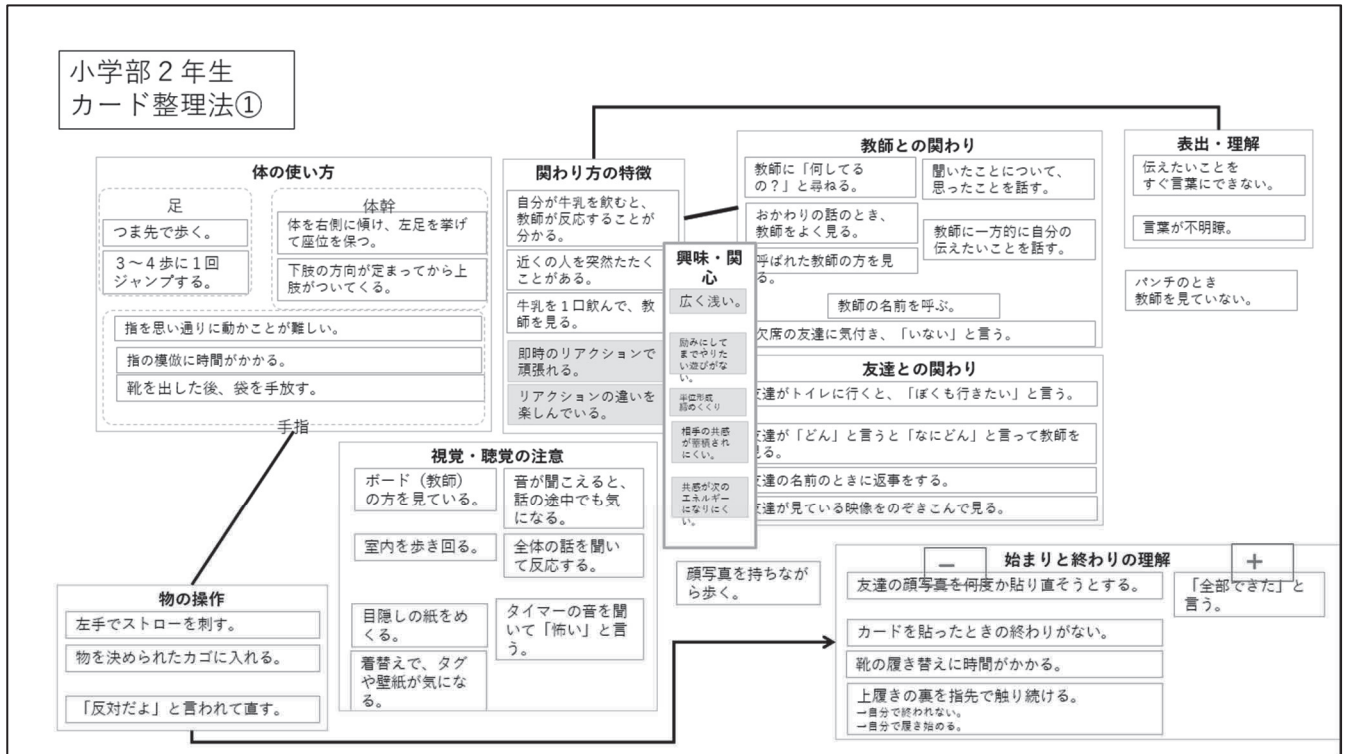 小学部２年生
カード整理法①
体の使い方
足
つま先で歩く。
３～４歩に１回
ジャンプする。
体幹
体を右側に傾け、左足を挙げ
て座位を保つ。
下肢の方向が定まってから上
肢がついてくる。
指を思い通りに動かことが難しい。
指の模倣に時間がかかる。
靴を出した後、袋を手放す。
手指
関わり方の特徴
自分が牛乳を飲むと、
教師が反応することが
分かる。
近くの人を突然たたく
ことがある。
牛乳を１口飲んで、教
師を見る。
即時のリアクションで
頑張れる。
リアクションの違いを
楽しんでいる。
興味・関
心
広く浅い。
励みにして
までやりた
い遊びがな
い。
単位形成
締めくくり
相手の共感
が蓄積され
にくい。
共感が次の
エネルギー
になりにく
い。
教師との関わり
教師に「何してる
の？」と尋ねる。
聞いたことについて、
思ったことを話す。
おかわりの話のとき、
教師をよく見る。
教師に一方的に自分の
伝えたいことを話す。
呼ばれた教師の方を見
る。
教師の名前を呼ぶ。
欠席の友達に気付き、「いない」と言う。
友達との関わり
友達がトイレに行くと、「ぼくも行きたい」と言う。
友達が「どん」と言うと「なにどん」と言って教師を
見る。
友達の名前のときに返事をする。
友達が見ている映像をのぞきこんで見る。
表出・理解
伝えたいことを
すぐ言葉にできない。
言葉が不明瞭。
パンチのとき
教師を見ていない。
視覚・聴覚の注意
ボード（教師）
の方を見ている。
音が聞こえると、
話の途中でも気
になる。
室内を歩き回る。
全体の話を聞い
て反応する。
目隠しの紙をめ
くる。
タイマーの音を聞
いて「怖い」と言
う。
着替えで、タグ
や壁紙が気にな
る。
顔写真を持ちなが
ら歩く。
物の操作
左手でストローを刺す。
物を決められたカゴに入れる。
「反対だよ」と言われて直す。
始まりと終わりの理解
－
＋
友達の顔写真を何度か貼り直そうとする。
「全部できた」と
言う。
カードを貼ったときの終わりがない。
靴の履き替えに時間がかかる。
上履きの裏を指先で触り続ける。
→自分で終われない。
→自分で履き始める。